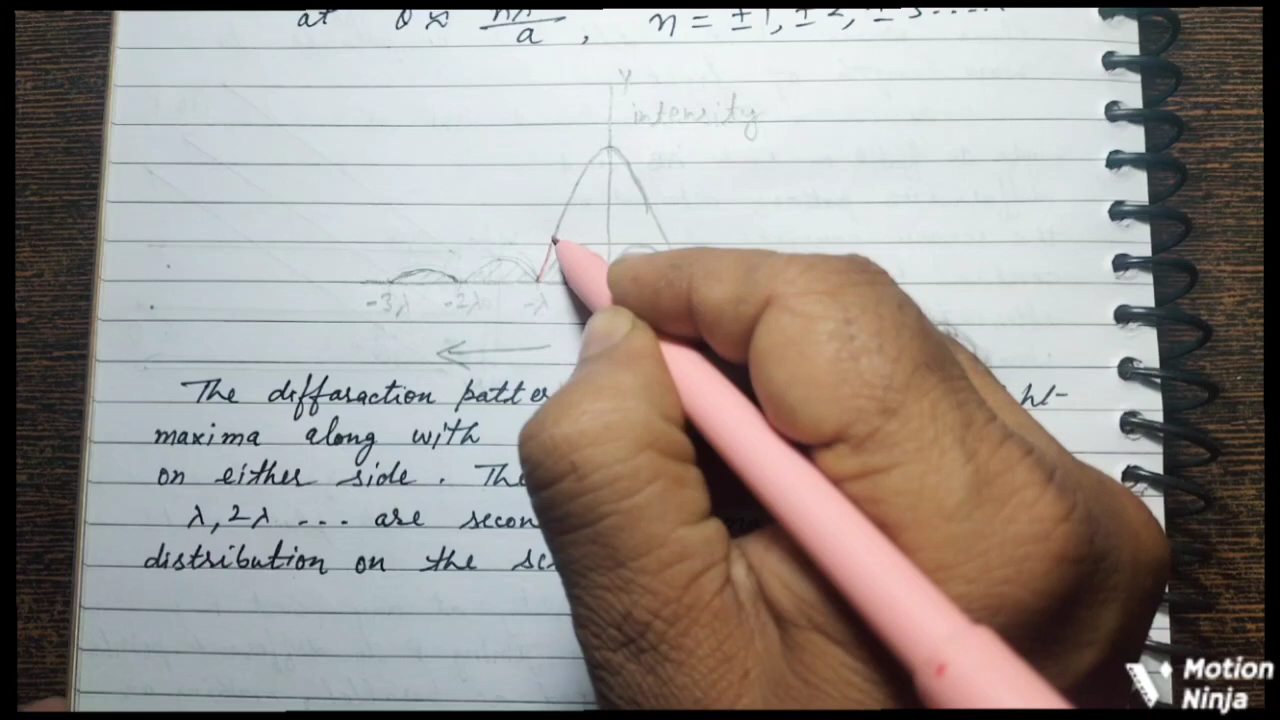 at θ ≈ nλ/a, n = ±1, ±2, ±3....
Y
intensity
-3λ -2λ -λ
The diffaraction patter
maxima along with
on either side. The
λ, 2λ ... are secon
distribution on the sc
Motion
Ninja